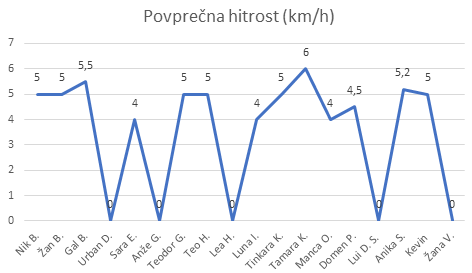 Povprečna hitrost (km/h)
7
6
5
4
3
2
1
0
5
5
5,5
0
4
0
5
5
0
4
5
6
4
4,5
0
5,2
5
0
Nik B.
Žan B.
Gal B.
Urban D.
Sara E.
Anže G.
Teodor G.
Teo H.
Lea H.
Luna I.
Tinkara K.
Tamara K.
Manca O.
Domen P.
Lui D. S.
Anika S.
Kevin
Žana V.